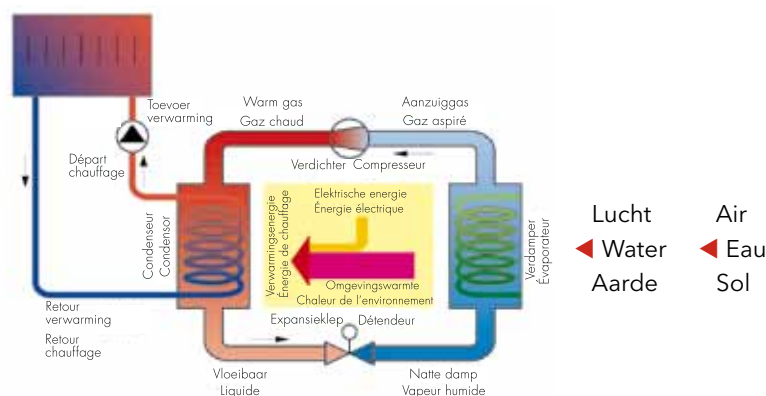 Toevoer
verwarming
Départ
chauffage
Warm gas
Gaz chaud
Aanzuiggas
Gaz aspiré
Verdichter Compresseur
Condenseur
Condensor
Verwarmingsenergie
Énergie de chauffage
Elektrische energie
Énergie électrique
Omgevingswarmte
Chaleur de l'environnement
Verdamper
Évaporateur
Lucht
Water
Aarde
Air
Eau
Sol
Retour
verwarming
Retour
chauffage
Expansieklep Détendeur
Vloeibaar
Liquide
Natte damp
Vapeur humide